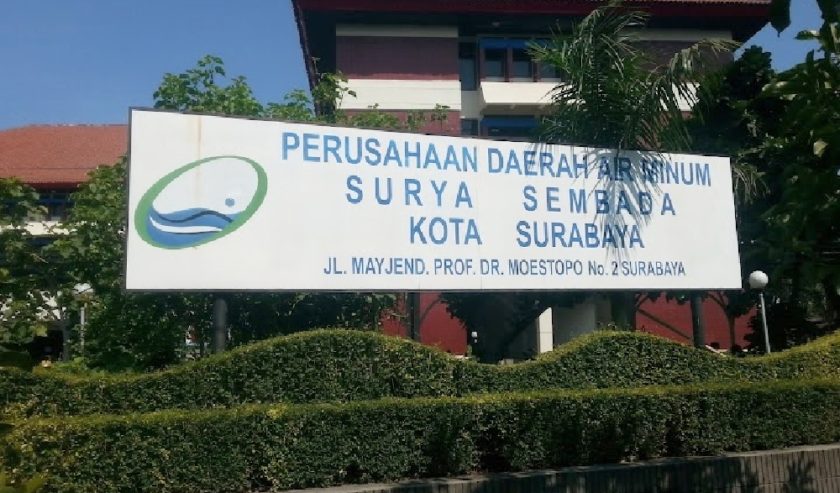 PERUSAHAAN DAERAH AIR MINUM
SURYA SEMBADA
KOTA SURABAYA
JL. MAYJEND. PROF. DR. MOESTOPO No. 2 SURABAYA